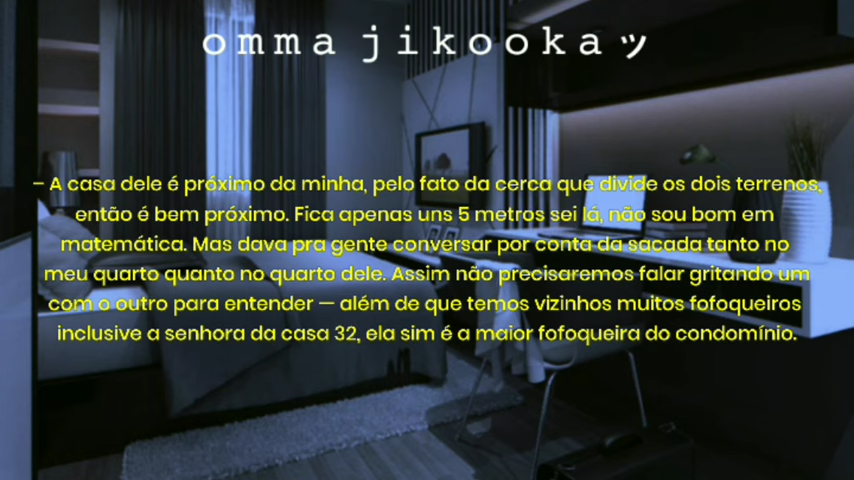 omma jikookaッ
– A casa dele é próximo da minha, pelo fato da cerca que divide os dois terrenos,
então é bem próximo. Fica apenas uns 5 metros sei lá, não sou bom em
matemática. Mas dava pra gente conversar por conta da sacada tanto no
meu quarto quanto no quarto dele. Assim não precisaremos falar gritando um
com o outro para entender — além de que temos vizinhos muitos fofoqueiros
inclusive a senhora da casa 32, ela sim é a maior fofoqueira do condomínio.